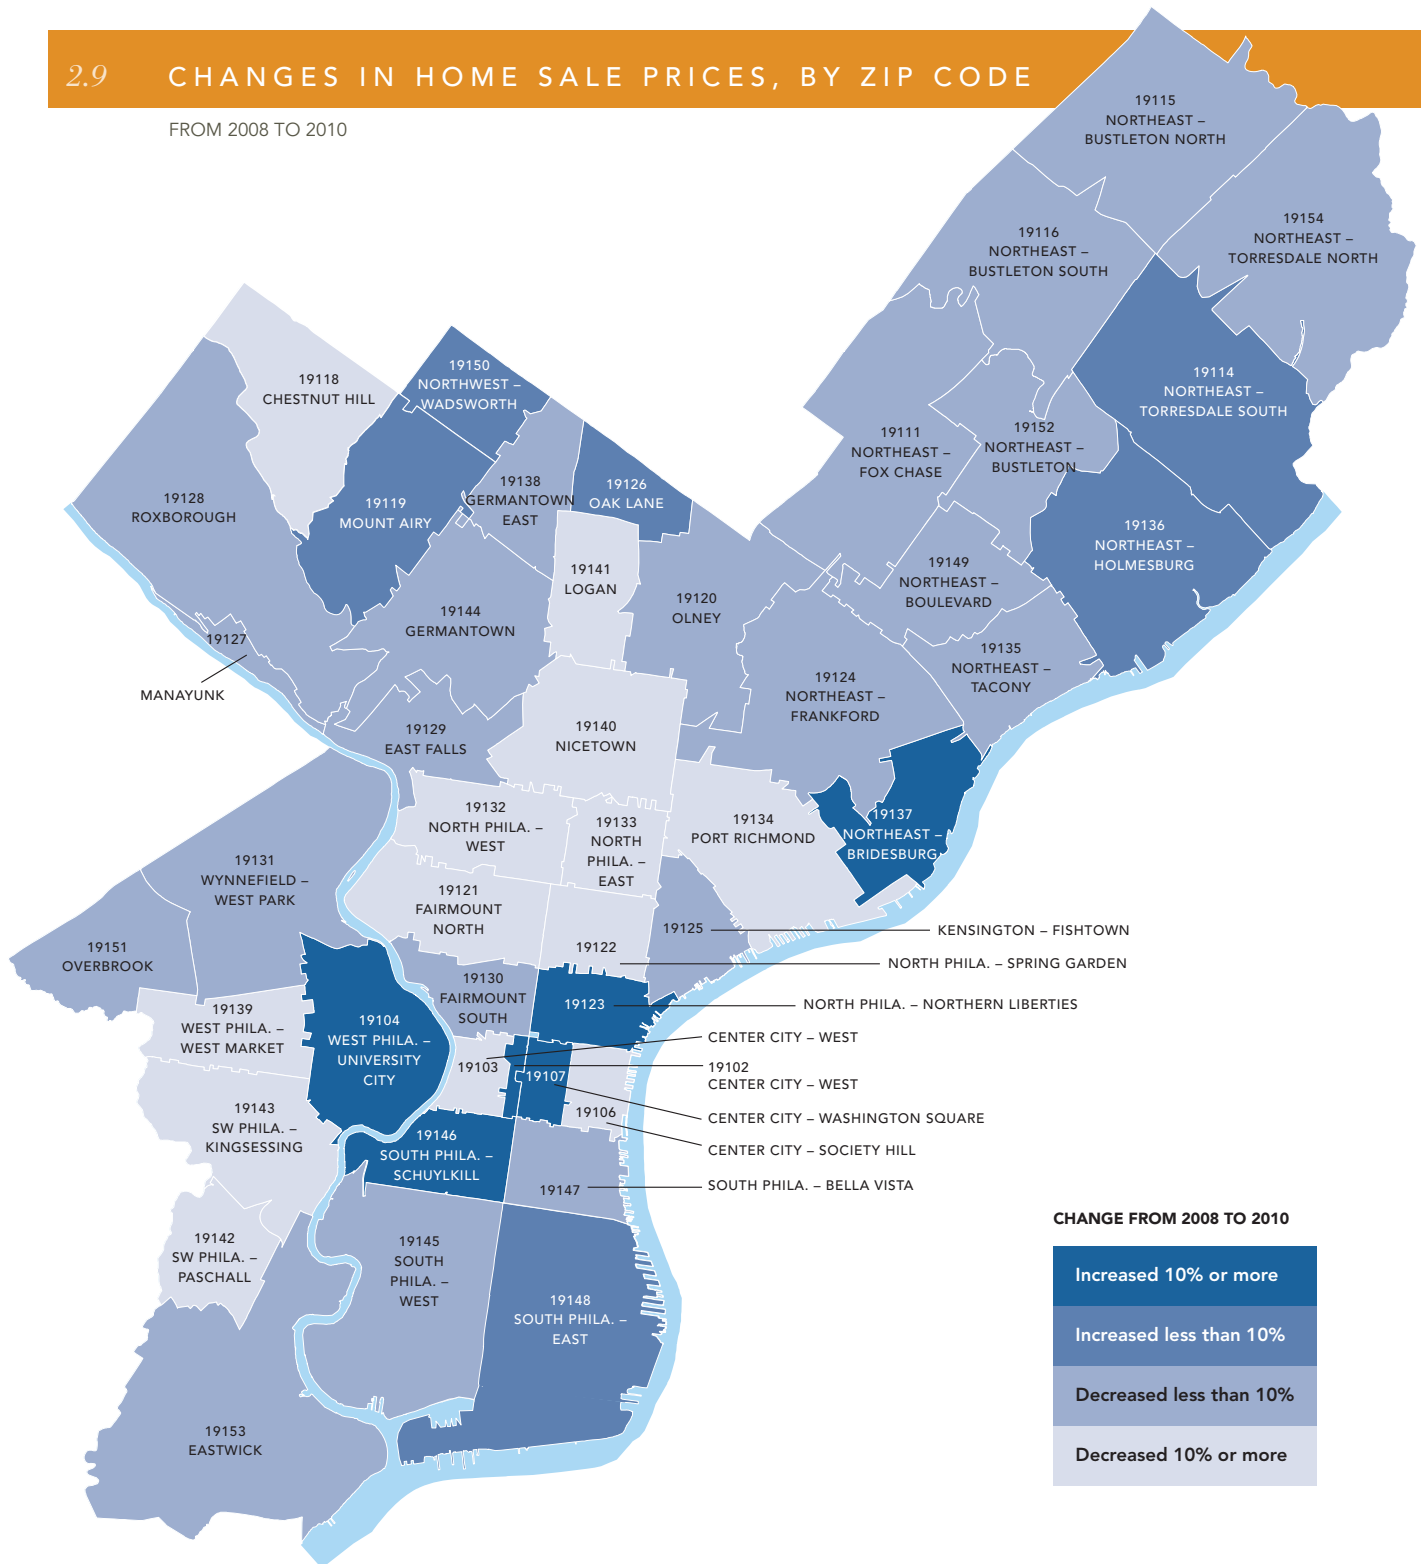 2.9 CHANGES IN HOME SALE PRICES, BY ZIP CODE
FROM 2008 TO 2010
19115
NORTHEAST –
BUSTLETON NORTH
19154
NORTHEAST –
TORRESDALE NORTH
19116
NORTHEAST –
BUSTLETON SOUTH
19114
NORTHEAST –
TORRESDALE SOUTH
19150
NORTHWEST –
WADSWORTH
19118
CHESTNUT HILL
19111
NORTHEAST –
FOX CHASE
19152
NORTHEAST –
BUSTLETON
19128
ROXBOROUGH
19119
MOUNT AIRY
19138
GERMANTOWN
EAST
19126
OAK LANE
19136
NORTHEAST –
HOLMESBURG
19141
LOGAN
19149
NORTHEAST –
BOULEVARD
19144
GERMANTOWN
19120
OLNEY
19127
MANAYUNK
19135
NORTHEAST –
TACONY
19124
NORTHEAST –
FRANKFORD
19129
EAST FALLS
19140
NICETOWN
19132
NORTH PHILA. –
WEST
19133
NORTH
PHILA. –
EAST
19134
PORT RICHMOND
19137
NORTHEAST –
BRIDESBURG
19131
WYNNEFIELD –
WEST PARK
19121
FAIRMOUNT
NORTH
19151
OVERBROOK
19122
19125
KENSINGTON – FISHTOWN
NORTH PHILA. – SPRING GARDEN
19130
FAIRMOUNT
SOUTH
19123
NORTH PHILA. – NORTHERN LIBERTIES
19139
WEST PHILA. –
WEST MARKET
19104
WEST PHILA. –
UNIVERSITY
CITY
19103
CENTER CITY – WEST
19102
CENTER CITY – WEST
19107
CENTER CITY – WASHINGTON SQUARE
19106
CENTER CITY – SOCIETY HILL
19143
SW PHILA. –
KINGSESSING
19146
SOUTH PHILA. –
SCHUYLKILL
19147
SOUTH PHILA. – BELLA VISTA
19142
SW PHILA. –
PASCHALL
19145
SOUTH
PHILA. –
WEST
19148
SOUTH PHILA. –
EAST
19153
EASTWICK
CHANGE FROM 2008 TO 2010
Increased 10% or more
Increased less than 10%
Decreased less than 10%
Decreased 10% or more